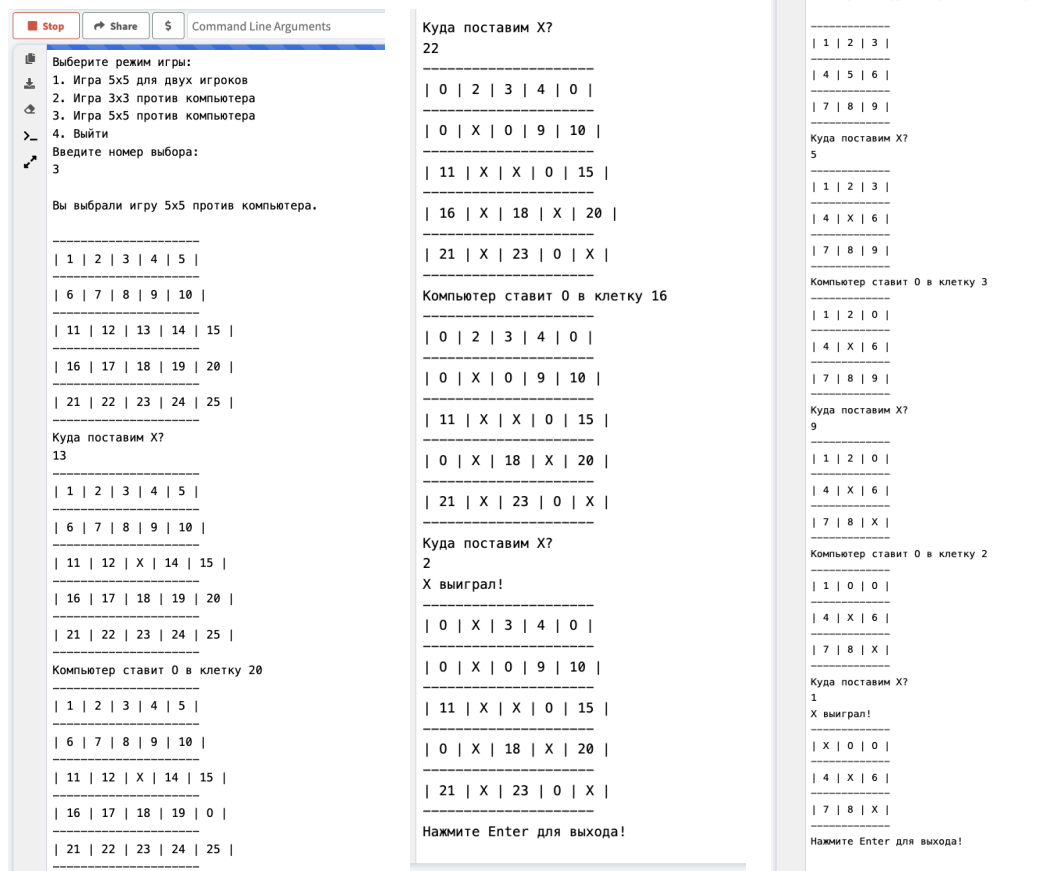 Stop Share $ Command Line Arguments
Выберите режим игры:
1. Игра 5x5 для двух игроков
2. Игра 3x3 против компьютера
3. Игра 5x5 против компьютера
4. Выйти
Введите номер выбора:
3
Вы выбрали игру 5x5 против компьютера.
---------------------
| 1 | 2 | 3 | 4 | 5 |
---------------------
| 6 | 7 | 8 | 9 | 10 |
---------------------
| 11 | 12 | 13 | 14 | 15 |
---------------------
| 16 | 17 | 18 | 19 | 20 |
---------------------
| 21 | 22 | 23 | 24 | 25 |
---------------------
Куда поставим X?
13
---------------------
| 1 | 2 | 3 | 4 | 5 |
---------------------
| 6 | 7 | 8 | 9 | 10 |
---------------------
| 11 | 12 | X | 14 | 15 |
---------------------
| 16 | 17 | 18 | 19 | 20 |
---------------------
| 21 | 22 | 23 | 24 | 25 |
---------------------
Компьютер ставит O в клетку 20
---------------------
| 1 | 2 | 3 | 4 | 5 |
---------------------
| 6 | 7 | 8 | 9 | 10 |
---------------------
| 11 | 12 | X | 14 | 15 |
---------------------
| 16 | 17 | 18 | 19 | O |
---------------------
| 21 | 22 | 23 | 24 | 25 |
---------------------
Куда поставим X?
22
---------------------
| O | 2 | 3 | 4 | O |
---------------------
| O | X | O | 9 | 10 |
---------------------
| 11 | X | X | O | 15 |
---------------------
| 16 | X | 18 | X | 20 |
---------------------
| 21 | X | 23 | O | X |
---------------------
Компьютер ставит O в клетку 16
---------------------
| O | 2 | 3 | 4 | O |
---------------------
| O | X | O | 9 | 10 |
---------------------
| 11 | X | X | O | 15 |
---------------------
| O | X | 18 | X | 20 |
---------------------
| 21 | X | 23 | O | X |
---------------------
Куда поставим X?
2
X выиграл!
---------------------
| O | X | 3 | 4 | O |
---------------------
| O | X | O | 9 | 10 |
---------------------
| 11 | X | X | O | 15 |
---------------------
| O | X | 18 | X | 20 |
---------------------
| 21 | X | 23 | O | X |
---------------------
Нажмите Enter для выхода!
-------------
| 1 | 2 | 3 |
-------------
| 4 | 5 | 6 |
-------------
| 7 | 8 | 9 |
-------------
Куда поставим X?
5
-------------
| 1 | 2 | 3 |
-------------
| 4 | X | 6 |
-------------
| 7 | 8 | 9 |
-------------
Компьютер ставит O в клетку 3
-------------
| 1 | 2 | O |
-------------
| 4 | X | 6 |
-------------
| 7 | 8 | 9 |
-------------
Куда поставим X?
9
-------------
| 1 | 2 | O |
-------------
| 4 | X | 6 |
-------------
| 7 | 8 | X |
-------------
Компьютер ставит O в клетку 2
-------------
| 1 | O | O |
-------------
| 4 | X | 6 |
-------------
| 7 | 8 | X |
-------------
Куда поставим X?
1
X выиграл!
-------------
| X | O | O |
-------------
| 4 | X | 6 |
-------------
| 7 | 8 | X |
-------------
Нажмите Enter для выхода!